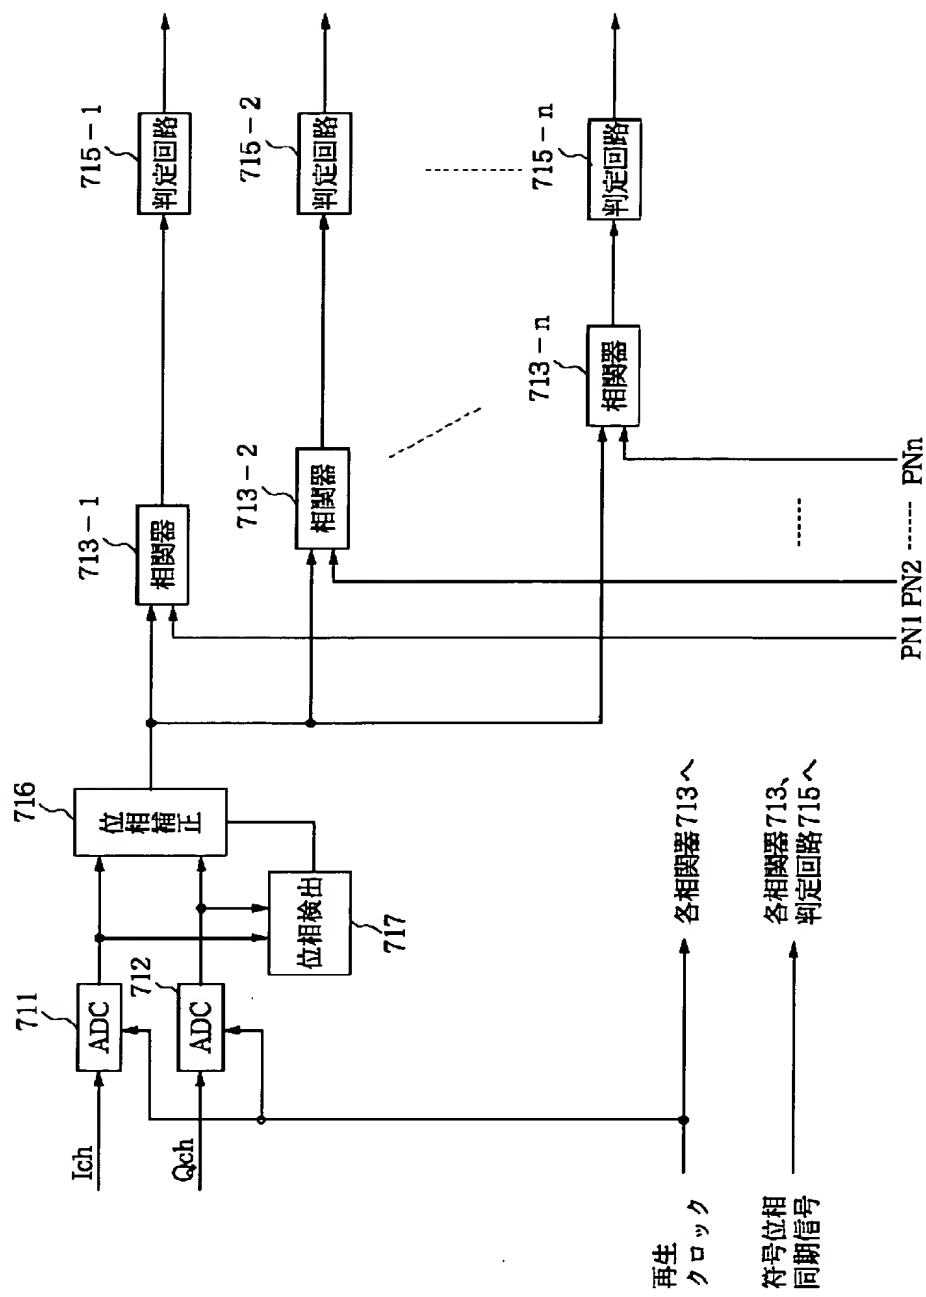 Ich
Qch
711
ADC
712
ADC
716
位相補正
717
位相検出
713-1
相関器
713-2
相関器
713-n
相関器
715-1
判定回路
715-2
判定回路
715-n
判定回路
PN1
PN2
PNn
再生
クロック
各相関器713へ
符号位相
同期信号
各相関器713、
判定回路715へ